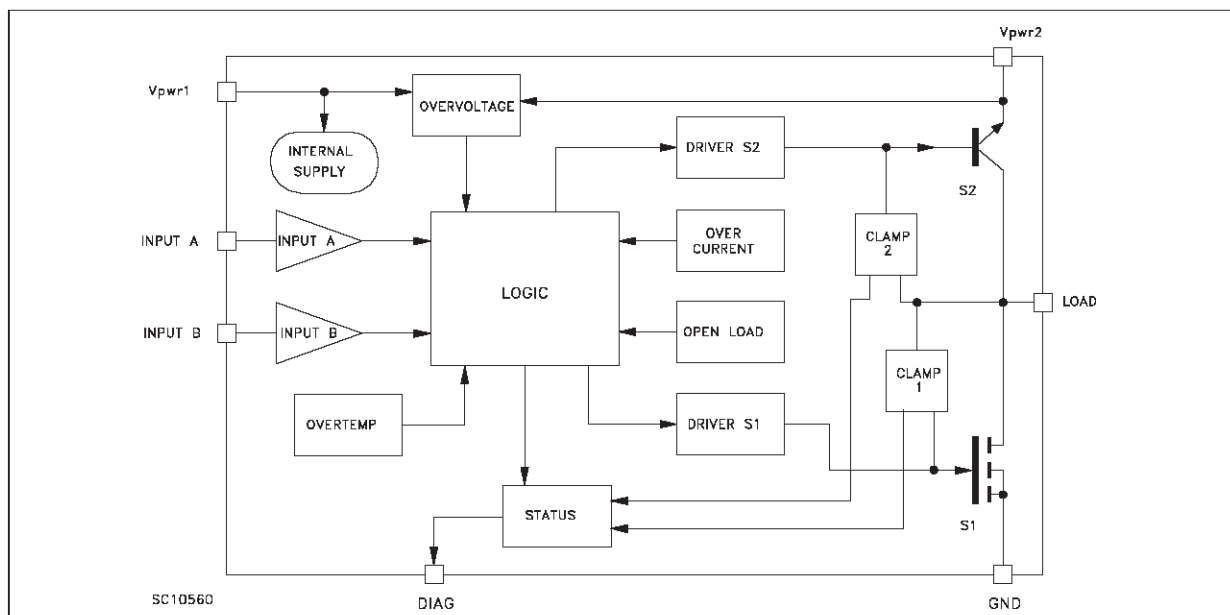 Vpwr2
Vpwr1
OVERVOLTAGE
INTERNAL
SUPPLY
DRIVER S2
S2
INPUT A
INPUT A
OVER
CURRENT
CLAMP
2
LOGIC
LOAD
INPUT B
INPUT B
OPEN LOAD
CLAMP
1
OVERTEMP
DRIVER S1
STATUS
S1
SC10560
DIAG
GND